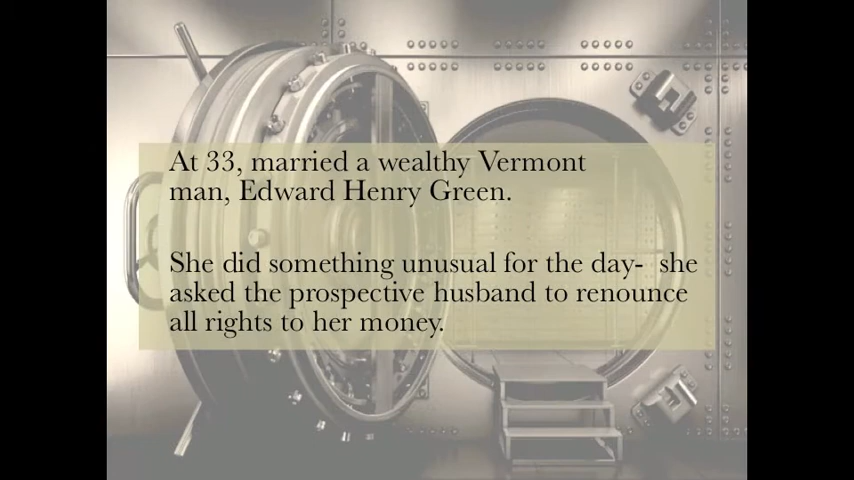 At 33, married a wealthy Vermont
man, Edward Henry Green.
She did something unusual for the day-  she
asked the prospective husband to renounce
all rights to her money.